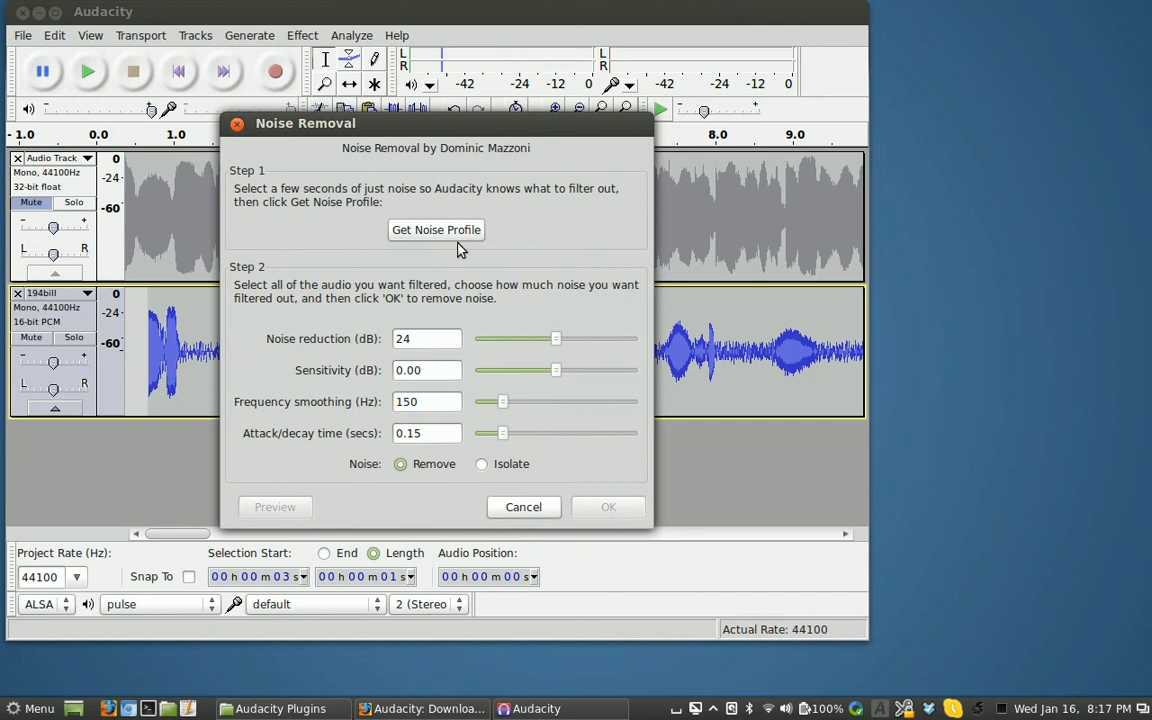 Audacity
File Edit View Transport Tracks Generate Effect Analyze Help
L
R
-42 -24 -12 0
L
R
-42 -24 -12 0
- 1.0 0.0 1.0 8.0 9.0
Noise Removal
Noise Removal by Dominic Mazzoni
Step 1
Select a few seconds of just noise so Audacity knows what to filter out,
then click Get Noise Profile:
Get Noise Profile
Step 2
Select all of the audio you want filtered, choose how much noise you want
filtered out, and then click 'OK' to remove noise.
Noise reduction (dB): 24
Sensitivity (dB): 0.00
Frequency smoothing (Hz): 150
Attack/decay time (secs): 0.15
Noise: Remove Isolate
Preview Cancel OK
Audio Track
Mono, 44100Hz
32-bit float
Mute Solo
- +
L R
0
-24
-60
194bill
Mono, 44100Hz
16-bit PCM
Mute Solo
- +
L R
0
-24
-60
Project Rate (Hz): Selection Start: End Length Audio Position:
44100 Snap To 00 h 00 m 03 s 00 h 00 m 01 s 00 h 00 m 00 s
ALSA pulse default 2 (Stereo
Actual Rate: 44100
Menu Audacity Plugins Audacity: Downloa... Audacity 100% Wed Jan 16, 8:17 PM